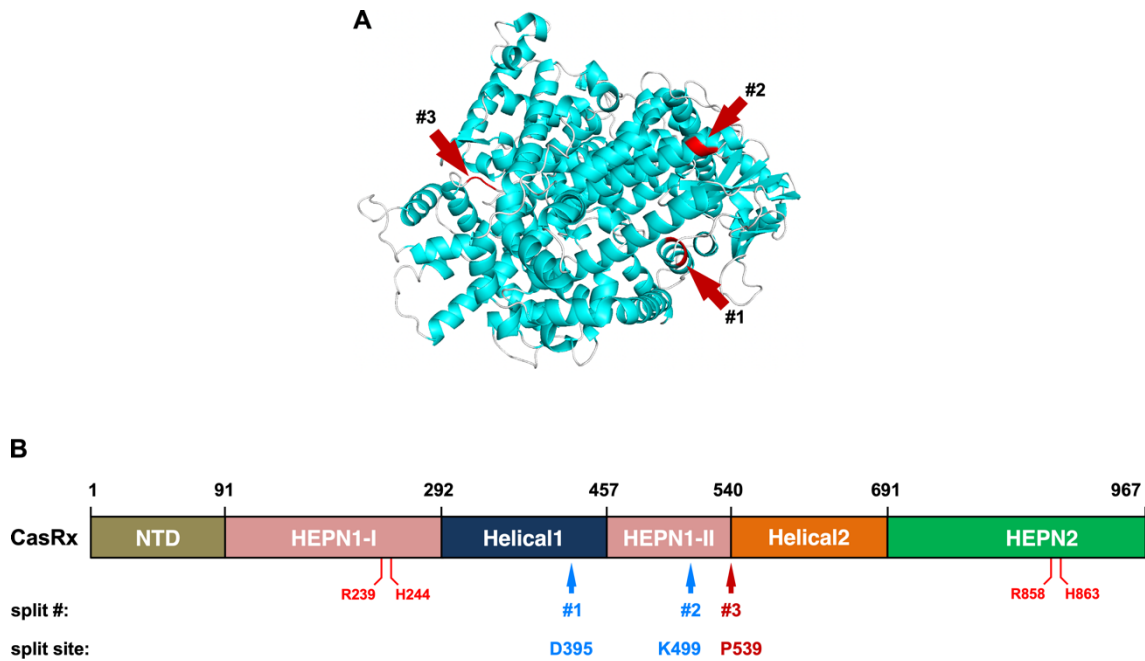 A
#2
#3
#1
B
1 91 292 457 540 691 967
CasRx NTD HEPN1-I Helical1 HEPN1-II Helical2 HEPN2
R239 H244 R858 H863
split #: #1 #2 #3
split site: D395 K499 P539